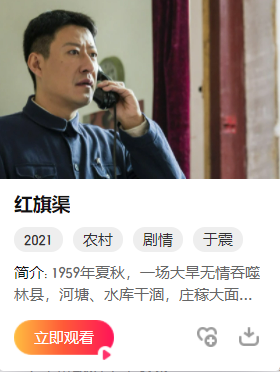 红旗渠
2021 农村 剧情 于震
简介: 1959年夏秋，一场大旱无情吞噬
林县，河塘、水库干涸，庄稼大面...
立即观看